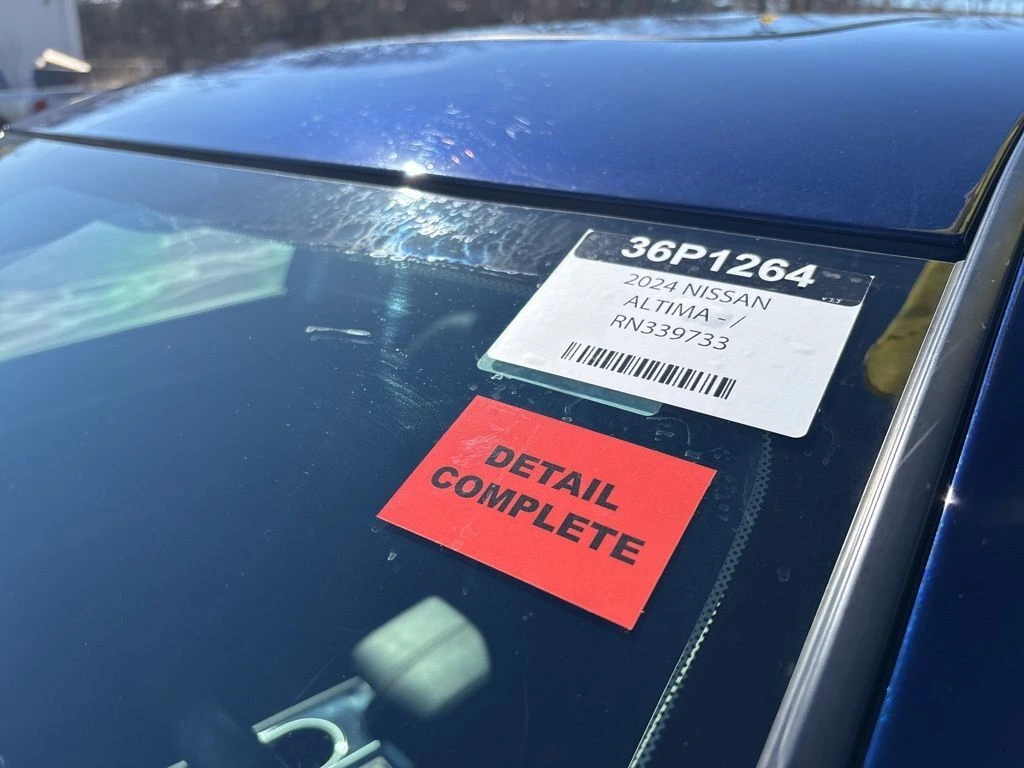 36P1264
2024 NISSAN
ALTIMA - /
RN339733
DETAIL
COMPLETE